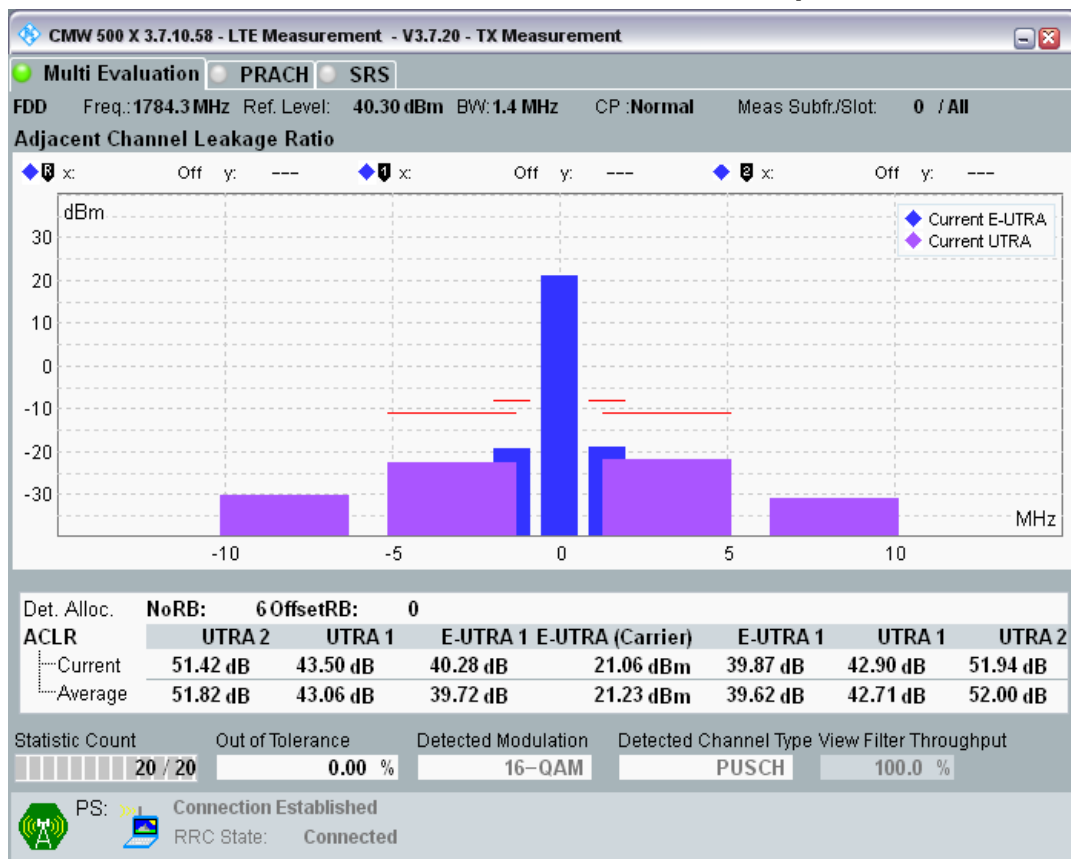 CMW 500 X 3.7.10.58 - LTE Measurement - V3.7.20 - TX Measurement
Multi Evaluation PRACH SRS
FDD Freq.:1784.3 MHz Ref. Level: 40.30 dBm BW:1.4 MHz CP :Normal Meas Subfr./Slot: 0 / All
Adjacent Channel Leakage Ratio
R x: Off y: --- 1 x: Off y: --- 2 x: Off y: ---
dBm
Current E-UTRA
Current UTRA
30
20
10
0
-10
-20
-30
MHz
-10 -5 0 5 10
Det. Alloc. NoRB: 6 OffsetRB: 0
ACLR UTRA 2 UTRA 1 E-UTRA 1 E-UTRA (Carrier) E-UTRA 1 UTRA 1 UTRA 2
Current 51.42 dB 43.50 dB 40.28 dB 21.06 dBm 39.87 dB 42.90 dB 51.94 dB
Average 51.82 dB 43.06 dB 39.72 dB 21.23 dBm 39.62 dB 42.71 dB 52.00 dB
Statistic Count Out of Tolerance Detected Modulation Detected Channel Type View Filter Throughput
20 / 20 0.00 % 16-QAM PUSCH 100.0 %
PS: Connection Established
RRC State: Connected